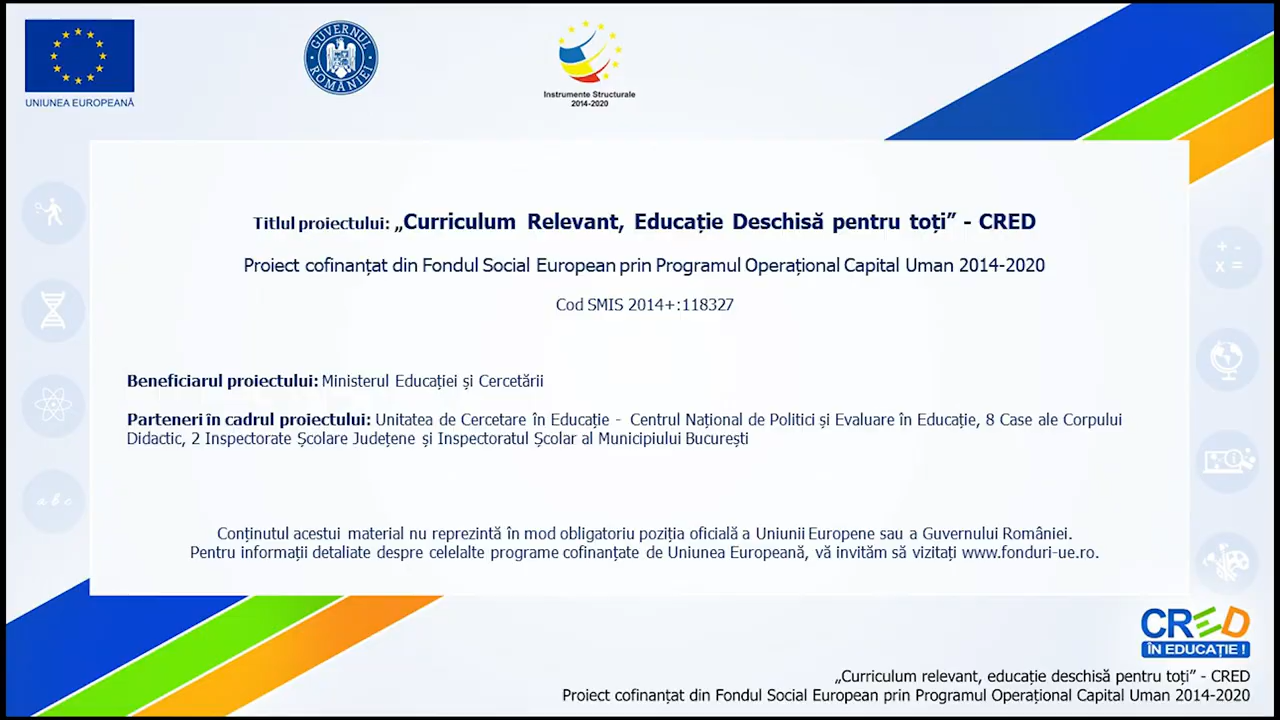 UNIUNEA EUROPEANĂ
GUVERNUL ROMÂNIEI
Instrumente Structurale
2014-2020
Titlul proiectului: „Curriculum Relevant, Educație Deschisă pentru toți” - CRED
Proiect cofinanțat din Fondul Social European prin Programul Operațional Capital Uman 2014-2020
Cod SMIS 2014+:118327
Beneficiarul proiectului: Ministerul Educației și Cercetării
Parteneri în cadrul proiectului: Unitatea de Cercetare în Educație - Centrul Național de Politici și Evaluare în Educație, 8 Case ale Corpului
Didactic, 2 Inspectorate Școlare Județene și Inspectoratul Școlar al Municipiului București
Conținutul acestui material nu reprezintă în mod obligatoriu poziția oficială a Uniunii Europene sau a Guvernului României.
Pentru informații detaliate despre celelalte programe cofinanțate de Uniunea Europeană, vă invităm să vizitați www.fonduri-ue.ro.
+ -
x =
a b c
CRED
ÎN EDUCAȚIE !
„Curriculum relevant, educație deschisă pentru toți” - CRED
Proiect cofinanțat din Fondul Social European prin Programul Operațional Capital Uman 2014-2020